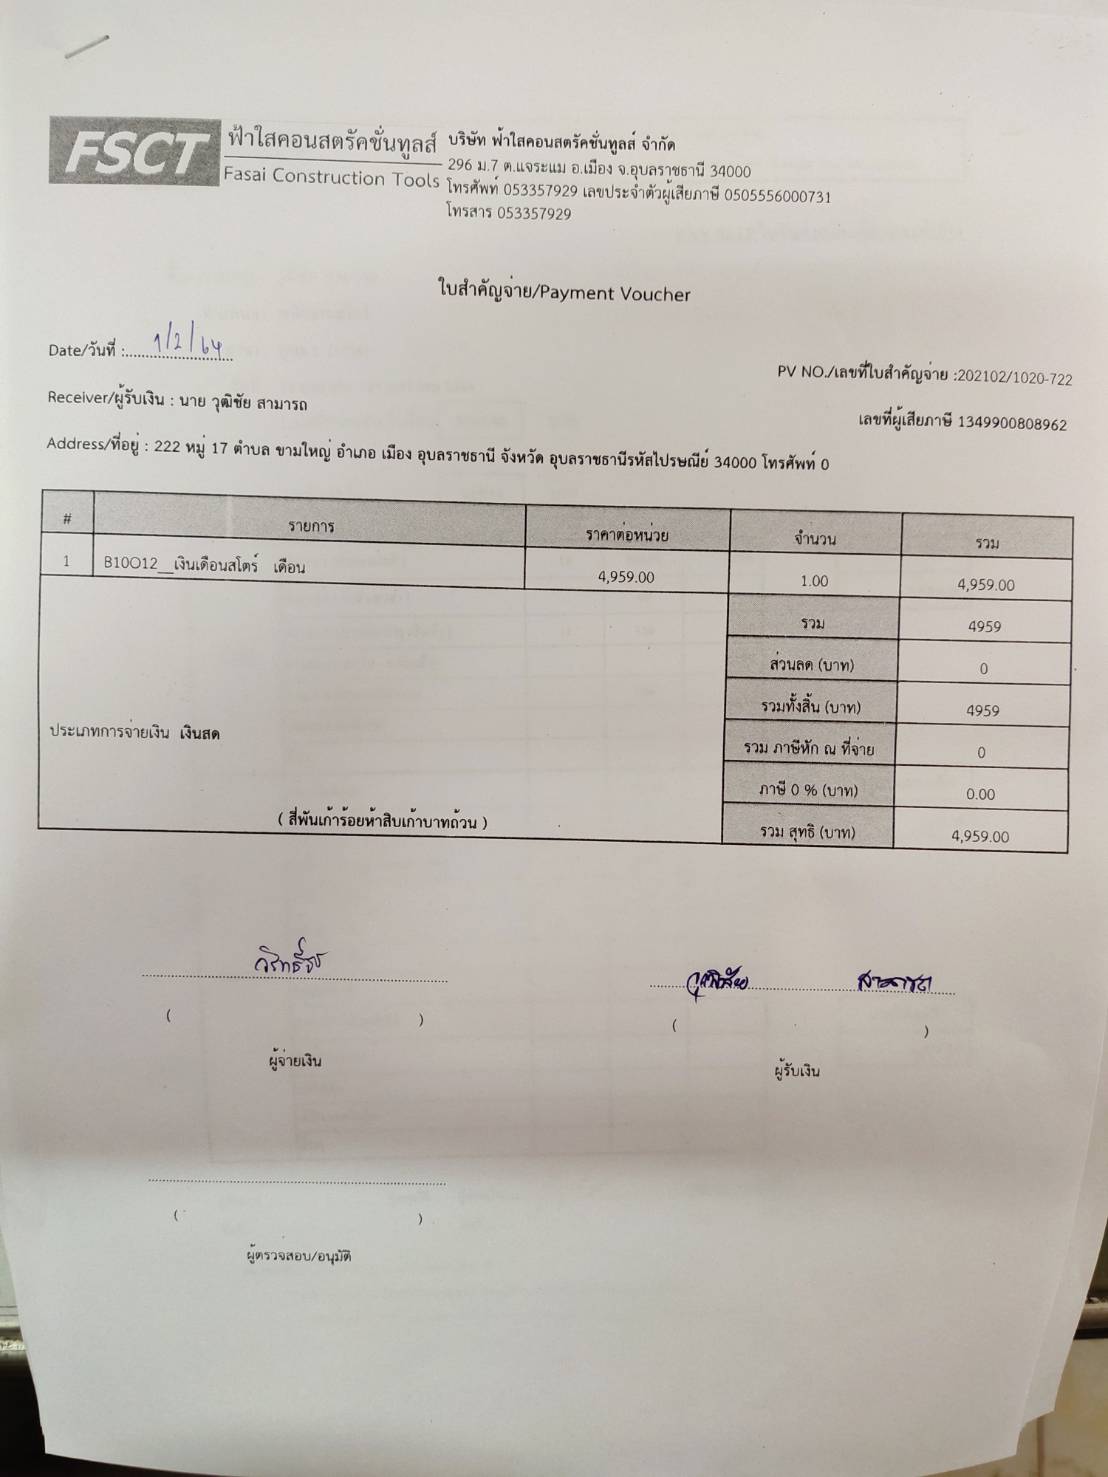 FSCT
ฟ้าใสคอนสตรัคชั่นทูลส์
Fasai Construction Tools
บริษัท ฟ้าใสคอนสตรัคชั่นทูลส์ จำกัด
296 ม.7 ต.แจระแม อ.เมือง จ.อุบลราชธานี 34000
โทรศัพท์ 053357929 เลขประจำตัวผู้เสียภาษี 0505556000731
โทรสาร 053357929
ใบสำคัญจ่าย/Payment Voucher
Date/วันที่ : 1/2/64
PV NO./เลขที่ใบสำคัญจ่าย :202102/1020-722
Receiver/ผู้รับเงิน : นาย วุฒิชัย สามารถ
เลขที่ผู้เสียภาษี 1349900808962
Address/ที่อยู่ : 222 หมู่ 17 ตำบล ขามใหญ่ อำเภอ เมือง อุบลราชธานี จังหวัด อุบลราชธานีรหัสไปรษณีย์ 34000 โทรศัพท์ 0
# รายการ ราคาต่อหน่วย จำนวน รวม
1 B10O12__เงินเดือนสโตร์ เดือน 4,959.00 1.00 4,959.00
รวม 4959
ส่วนลด (บาท) 0
รวมทั้งสิ้น (บาท) 4959
ประเภทการจ่ายเงิน เงินสด
รวม ภาษีหัก ณ ที่จ่าย 0
ภาษี 0 % (บาท) 0.00
( สี่พันเก้าร้อยห้าสิบเก้าบาทถ้วน )
รวม สุทธิ (บาท) 4,959.00
วุฒิชัย สามารถ
( ) ( )
ผู้จ่ายเงิน ผู้รับเงิน
( )
ผู้ตรวจสอบ/อนุมัติ